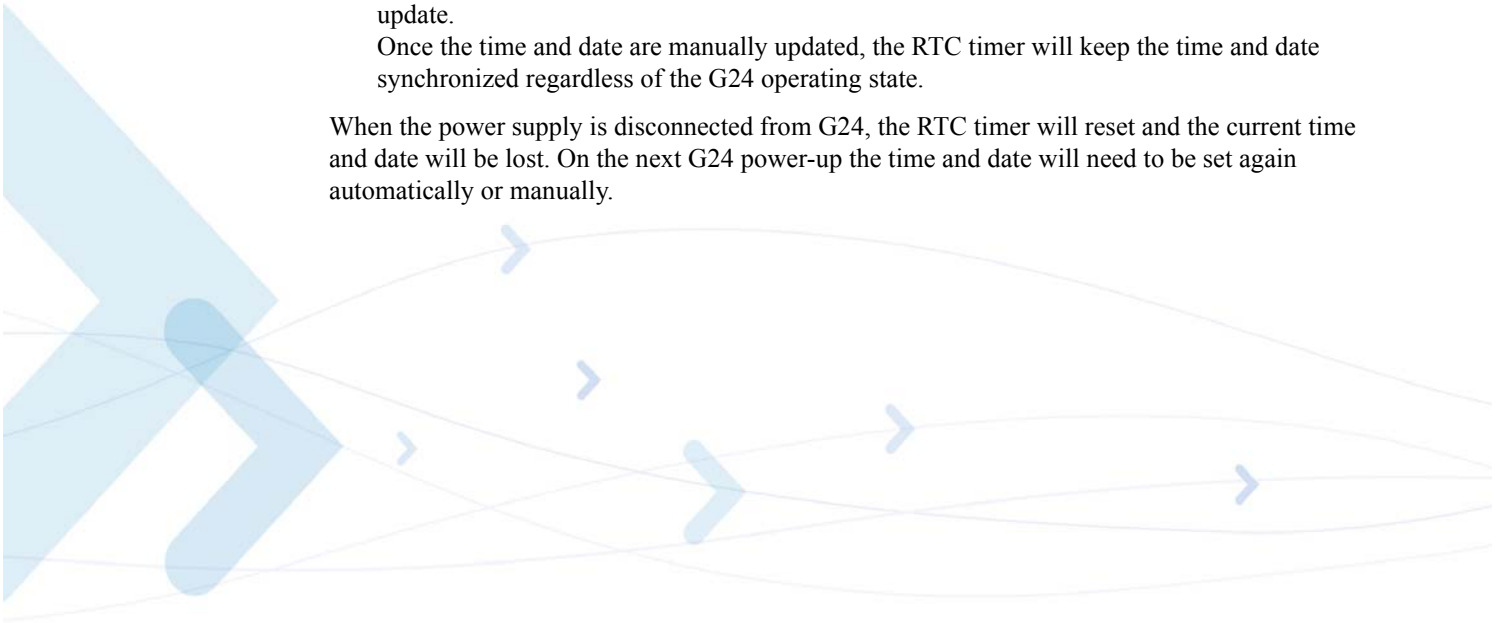 update.
Once the time and date are manually updated, the RTC timer will keep the time and date
synchronized regardless of the G24 operating state.
When the power supply is disconnected from G24, the RTC timer will reset and the current time
and date will be lost. On the next G24 power-up the time and date will need to be set again
automatically or manually.